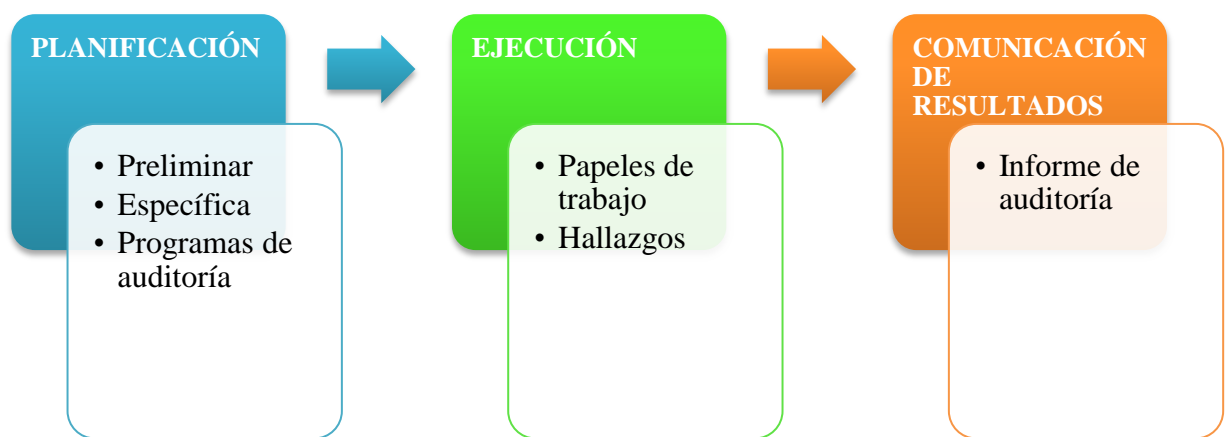 PLANIFICACIÓN
• Preliminar
• Específica
• Programas de
auditoría
EJECUCIÓN
• Papeles de
trabajo
• Hallazgos
COMUNICACIÓN
DE
RESULTADOS
• Informe de
auditoría